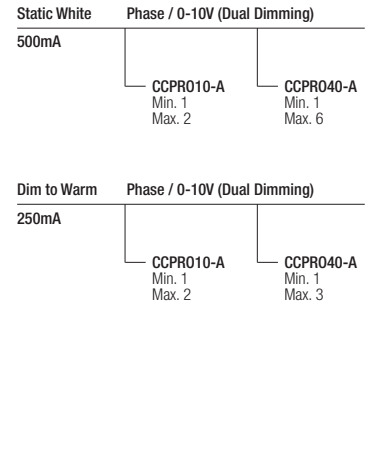 Static White Phase / 0-10V (Dual Dimming)
500mA
CCPRO10-A CCPRO40-A
Min. 1 Min. 1
Max. 2 Max. 6
Dim to Warm Phase / 0-10V (Dual Dimming)
250mA
CCPRO10-A CCPRO40-A
Min. 1 Min. 1
Max. 2 Max. 3